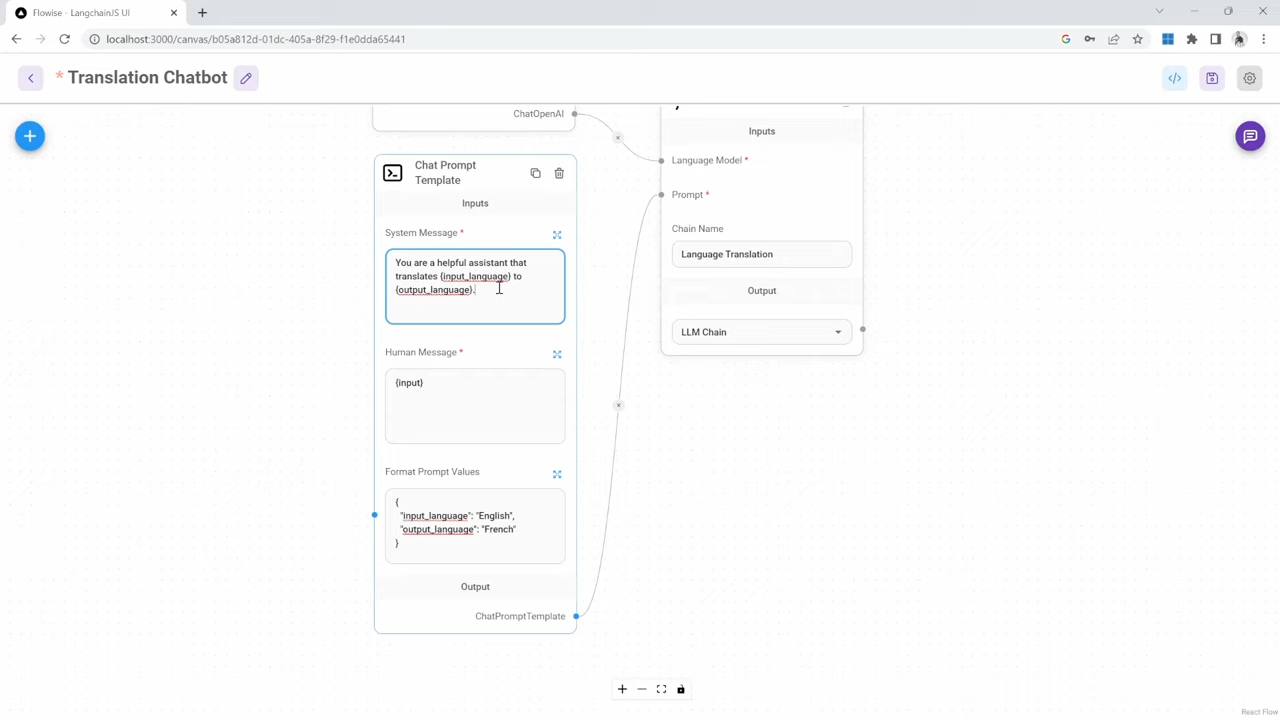 Flowise - LangchainJS UI
localhost:3000/canvas/b05a812d-01dc-405a-8f29-f1e0dda65441
* Translation Chatbot
ChatOpenAI
Chat Prompt
Template
Inputs
System Message *
You are a helpful assistant that
translates {input_language} to
{output_language}.
Human Message *
{input}
Format Prompt Values
{
"input_language": "English",
"output_language": "French"
}
Output
ChatPromptTemplate
Inputs
Language Model *
Prompt *
Chain Name
Language Translation
Output
LLM Chain
React Flow